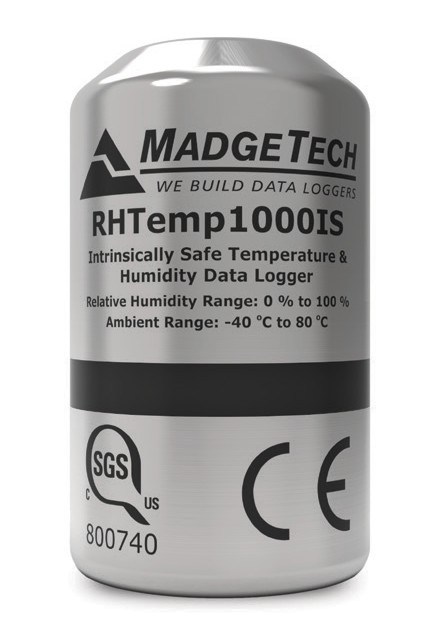 MADGETECH
WE BUILD DATA LOGGERS
RHTemp1000IS
Intrinsically Safe Temperature &
Humidity Data Logger
Relative Humidity Range: 0 % to 100 %
Ambient Range: -40 °C to 80 °C
SGS
C US
800740
CE